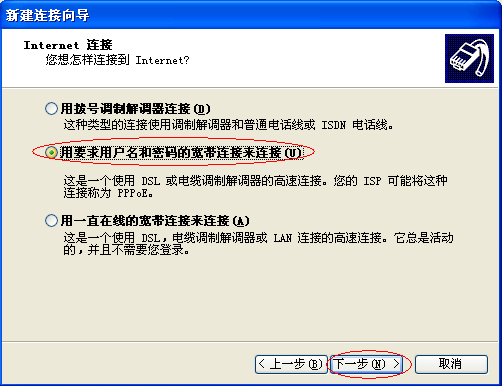 新建连接向导
Internet 连接
您想怎样连接到 Internet?
用拨号调制解调器连接(D)
这种类型的连接使用调制解调器和普通电话线或 ISDN 电话线。
用要求用户名和密码的宽带连接来连接(U)
这是一个使用 DSL 或电缆调制解调器的高速连接。您的 ISP 可能将这种
连接称为 PPPoE。
用一直在线的宽带连接来连接(A)
这是一个使用 DSL,电缆调制解调器或 LAN 连接的高速连接。它总是活动
的,并且不需要您登录。
< 上一步(B) 下一步(N) > 取消